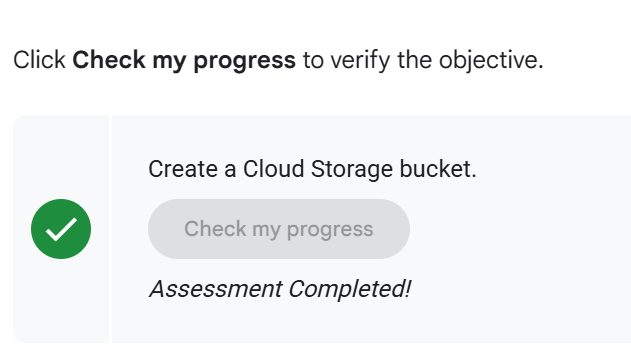 Click Check my progress to verify the objective.
Create a Cloud Storage bucket.
Check my progress
Assessment Completed!